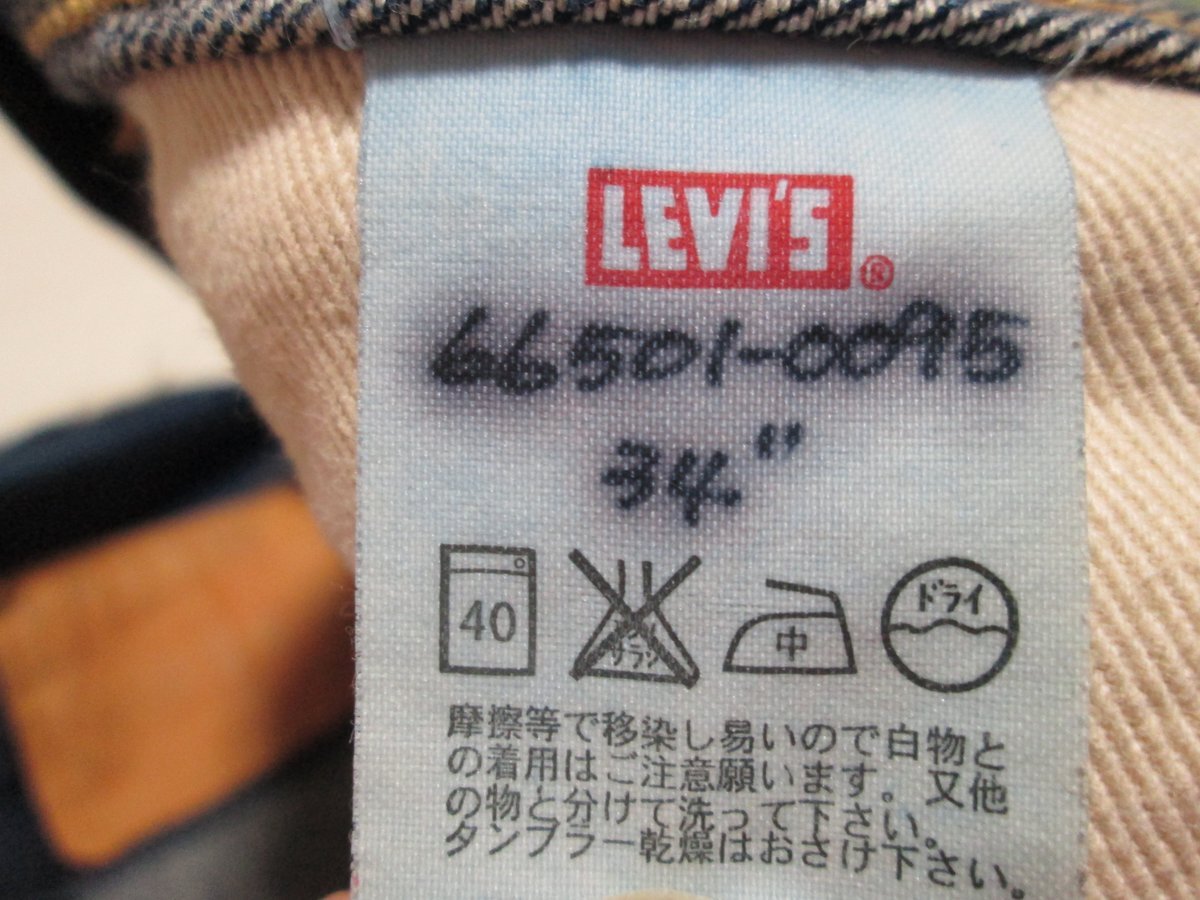 LEVI'S®
66501-0095
34"
40
サラシ
中
ドライ
摩擦等で移染し易いので白物と
の着用はご注意願います。又他
の物と分けて洗って下さい。
タンブラー乾燥はおさけ下さい。